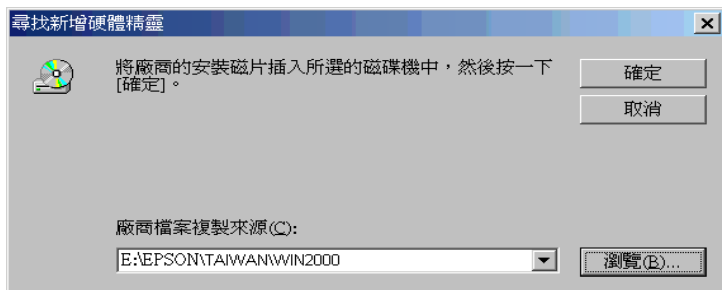 尋找新增硬體精靈
將廠商的安裝磁片插入所選的磁碟機中，然後按一下
[確定]。
確定
取消
廠商檔案複製來源(C):
E:\EPSON\TAIWAN\WIN2000
瀏覽(B)...